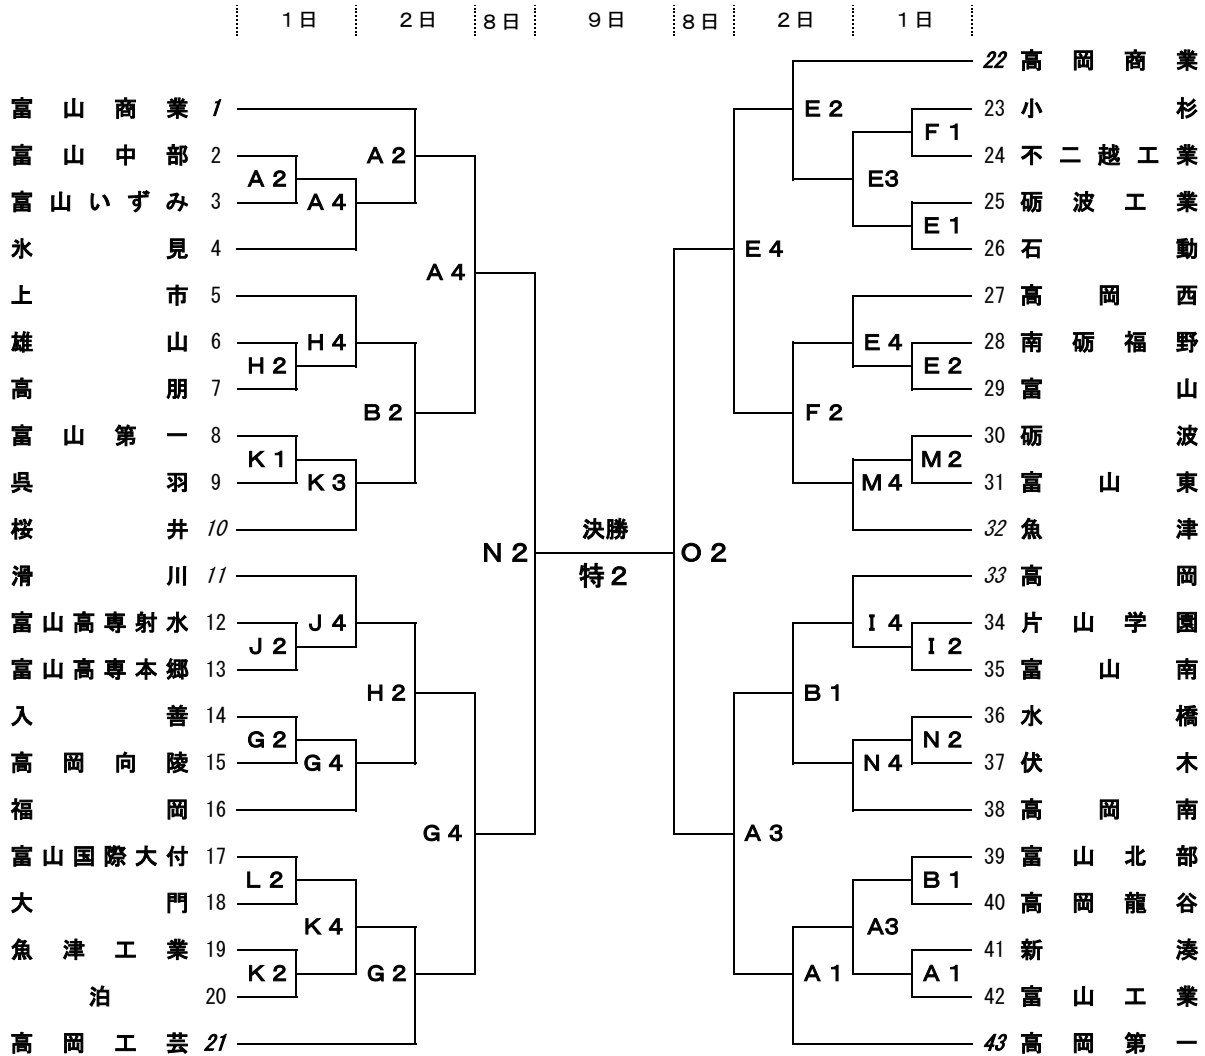 1日 2日 8日 9日 8日 2日 1日
22 高岡商業
富山商業 1 E2 23 小杉
F1
富山中部 2 A2 24 不二越工業
A2 E3
富山いずみ 3 A4 25 砺波工業
E1
氷見 4 E4 26 石動
A4
上市 5 27 高岡西
雄山 6 H4 E4 28 南砺福野
H2 E2
高朋 7 29 富山
B2 F2
富山第一 8 30 砺波
K1 M2
呉羽 9 K3 M4 31 富山東
桜井 10 決勝 32 魚津
N2 O2
滑川 11 特2 33 高岡
富山高専射水 12 J4 I4 34 片山学園
J2 I2
富山高専本郷 13 35 富山南
H2 B1
入善 14 36 水橋
G2 N2
高岡向陵 15 G4 N4 37 伏木
福岡 16 38 高岡南
G4 A3
富山国際大付 17 39 富山北部
L2 B1
大門 18 40 高岡龍谷
K4 A3
魚津工業 19 41 新湊
K2 G2 A1 A1
泊 20 42 富山工業
高岡工芸 21 43 高岡第一